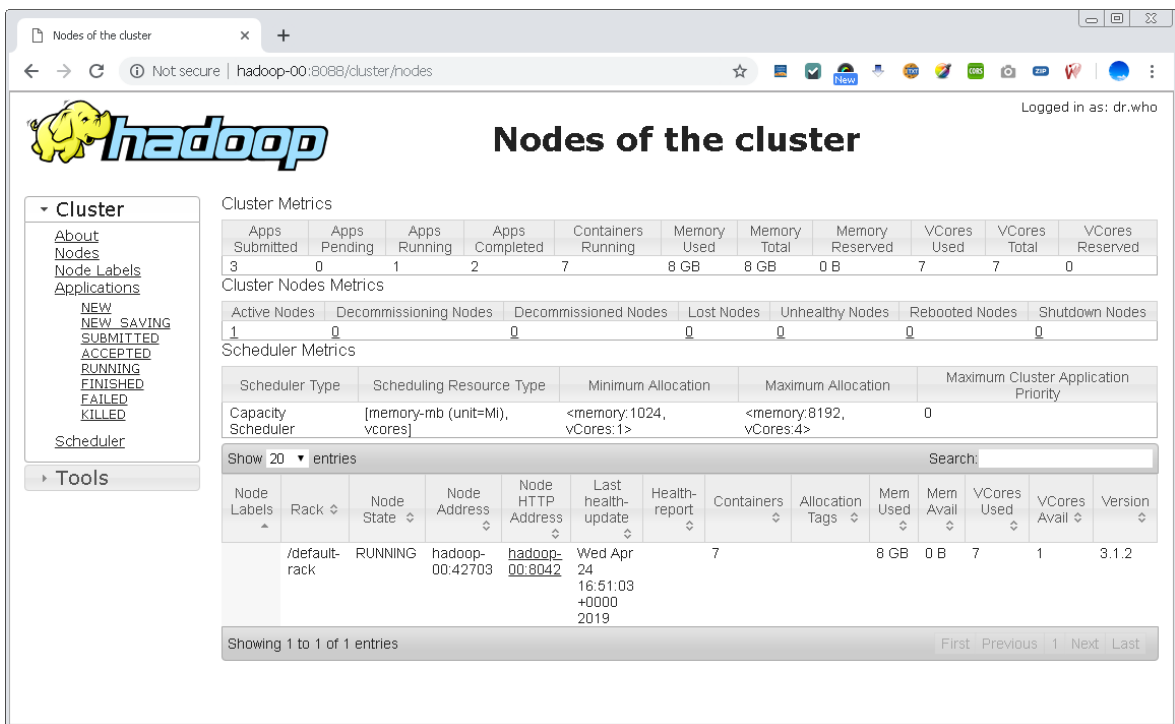 Nodes of the cluster
Not secure | hadoop-00:8088/cluster/nodes
New
TXT
CORS
ZIP
Logged in as: dr.who
hadoop
Nodes of the cluster
Cluster
About
Nodes
Node Labels
Applications
NEW
NEW_SAVING
SUBMITTED
ACCEPTED
RUNNING
FINISHED
FAILED
KILLED
Scheduler
Tools
Cluster Metrics
Apps Submitted Apps Pending Apps Running Apps Completed Containers Running Memory Used Memory Total Memory Reserved VCores Used VCores Total VCores Reserved
3 0 1 2 7 8 GB 8 GB 0 B 7 7 0
Cluster Nodes Metrics
Active Nodes Decommissioning Nodes Decommissioned Nodes Lost Nodes Unhealthy Nodes Rebooted Nodes Shutdown Nodes
1 0 0 0 0 0 0
Scheduler Metrics
Scheduler Type Scheduling Resource Type Minimum Allocation Maximum Allocation Maximum Cluster Application Priority
Capacity Scheduler [memory-mb (unit=Mi), vcores] <memory:1024, vCores:1> <memory:8192, vCores:4> 0
Show 20 entries Search:
Node Labels Rack Node State Node Address Node HTTP Address Last health-update Health-report Containers Allocation Tags Mem Used Mem Avail VCores Used VCores Avail Version
/default-rack RUNNING hadoop-00:42703 hadoop-00:8042 Wed Apr 24 16:51:03 +0000 2019 7 8 GB 0 B 7 1 3.1.2
Showing 1 to 1 of 1 entries First Previous 1 Next Last